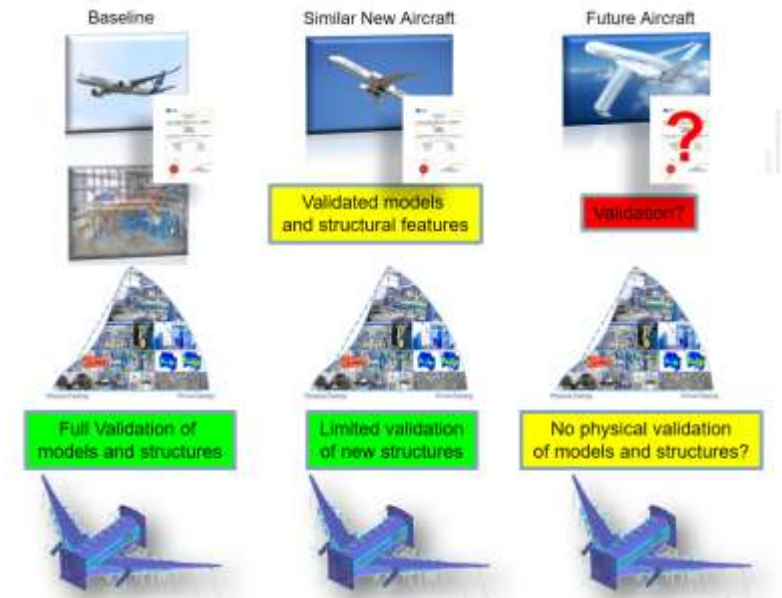 Baseline
Similar New Aircraft
Future Aircraft
?
Validated models
and structural features
Validation?
Full Validation of
models and structures
Limited validation
of new structures
No physical validation
of models and structures?